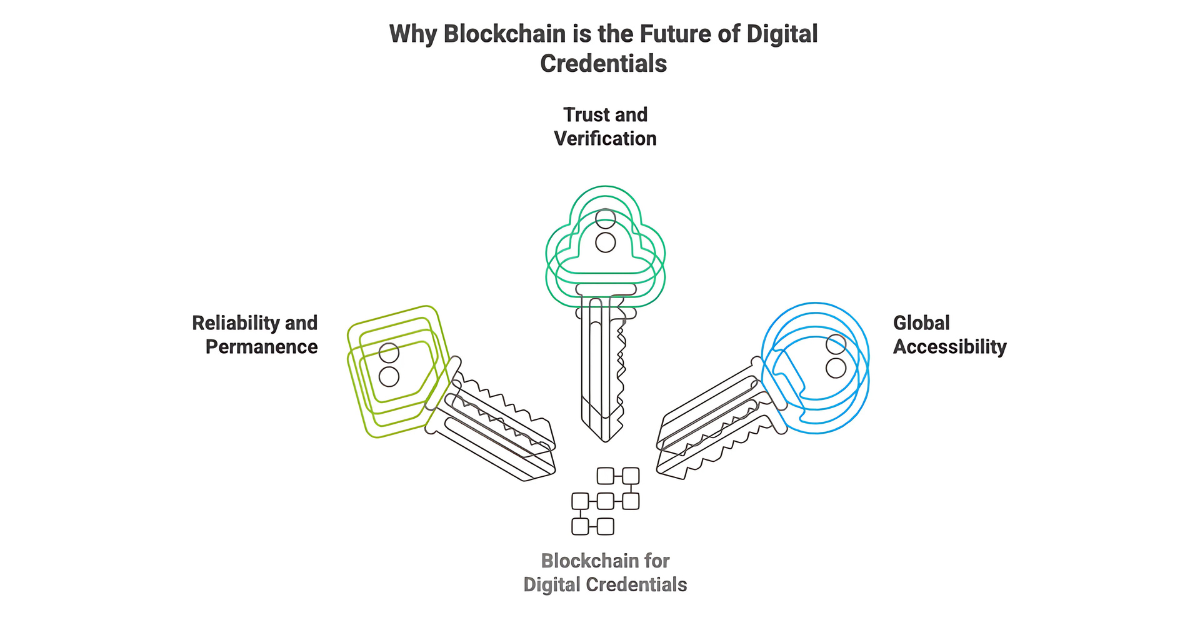 Why Blockchain is the Future of Digital
Credentials
Trust and
Verification
Reliability and
Permanence
Global
Accessibility
Blockchain for
Digital Credentials